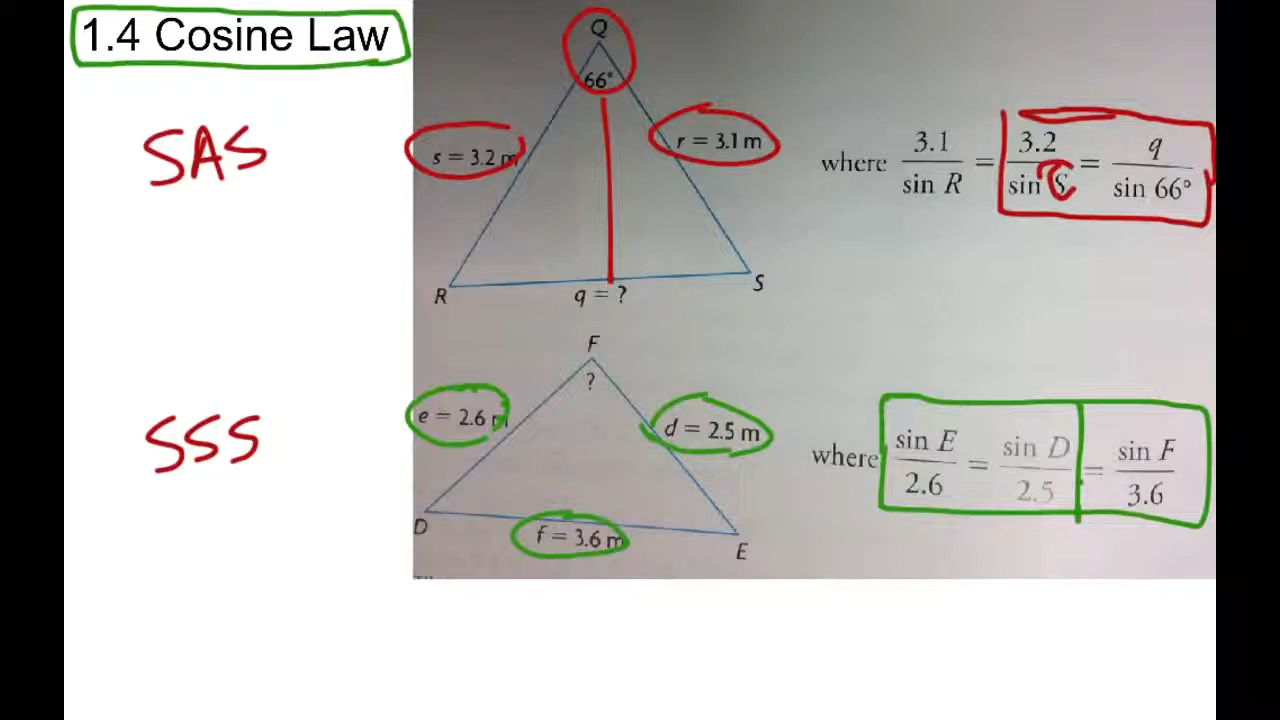 1.4 Cosine Law
SAS
Q
66°
s = 3.2 m
r = 3.1 m
R
S
q = ?
where 3.1 / sin R = 3.2 / sin S = q / sin 66°
SSS
F
?
e = 2.6 m
d = 2.5 m
D
E
f = 3.6 m
where sin E / 2.6 = sin D / 2.5 = sin F / 3.6